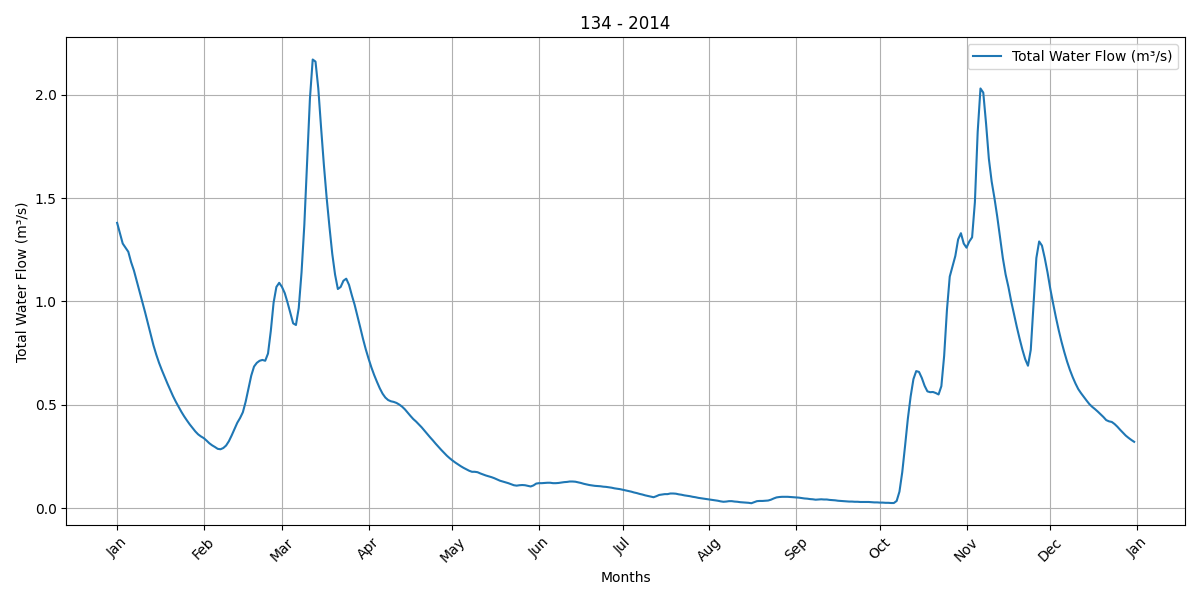 134 - 2014
Total Water Flow (m³/s)
Total Water Flow (m³/s)
2.0
1.5
1.0
0.5
0.0
Jan Feb Mar Apr May Jun Jul Aug Sep Oct Nov Dec Jan
Months